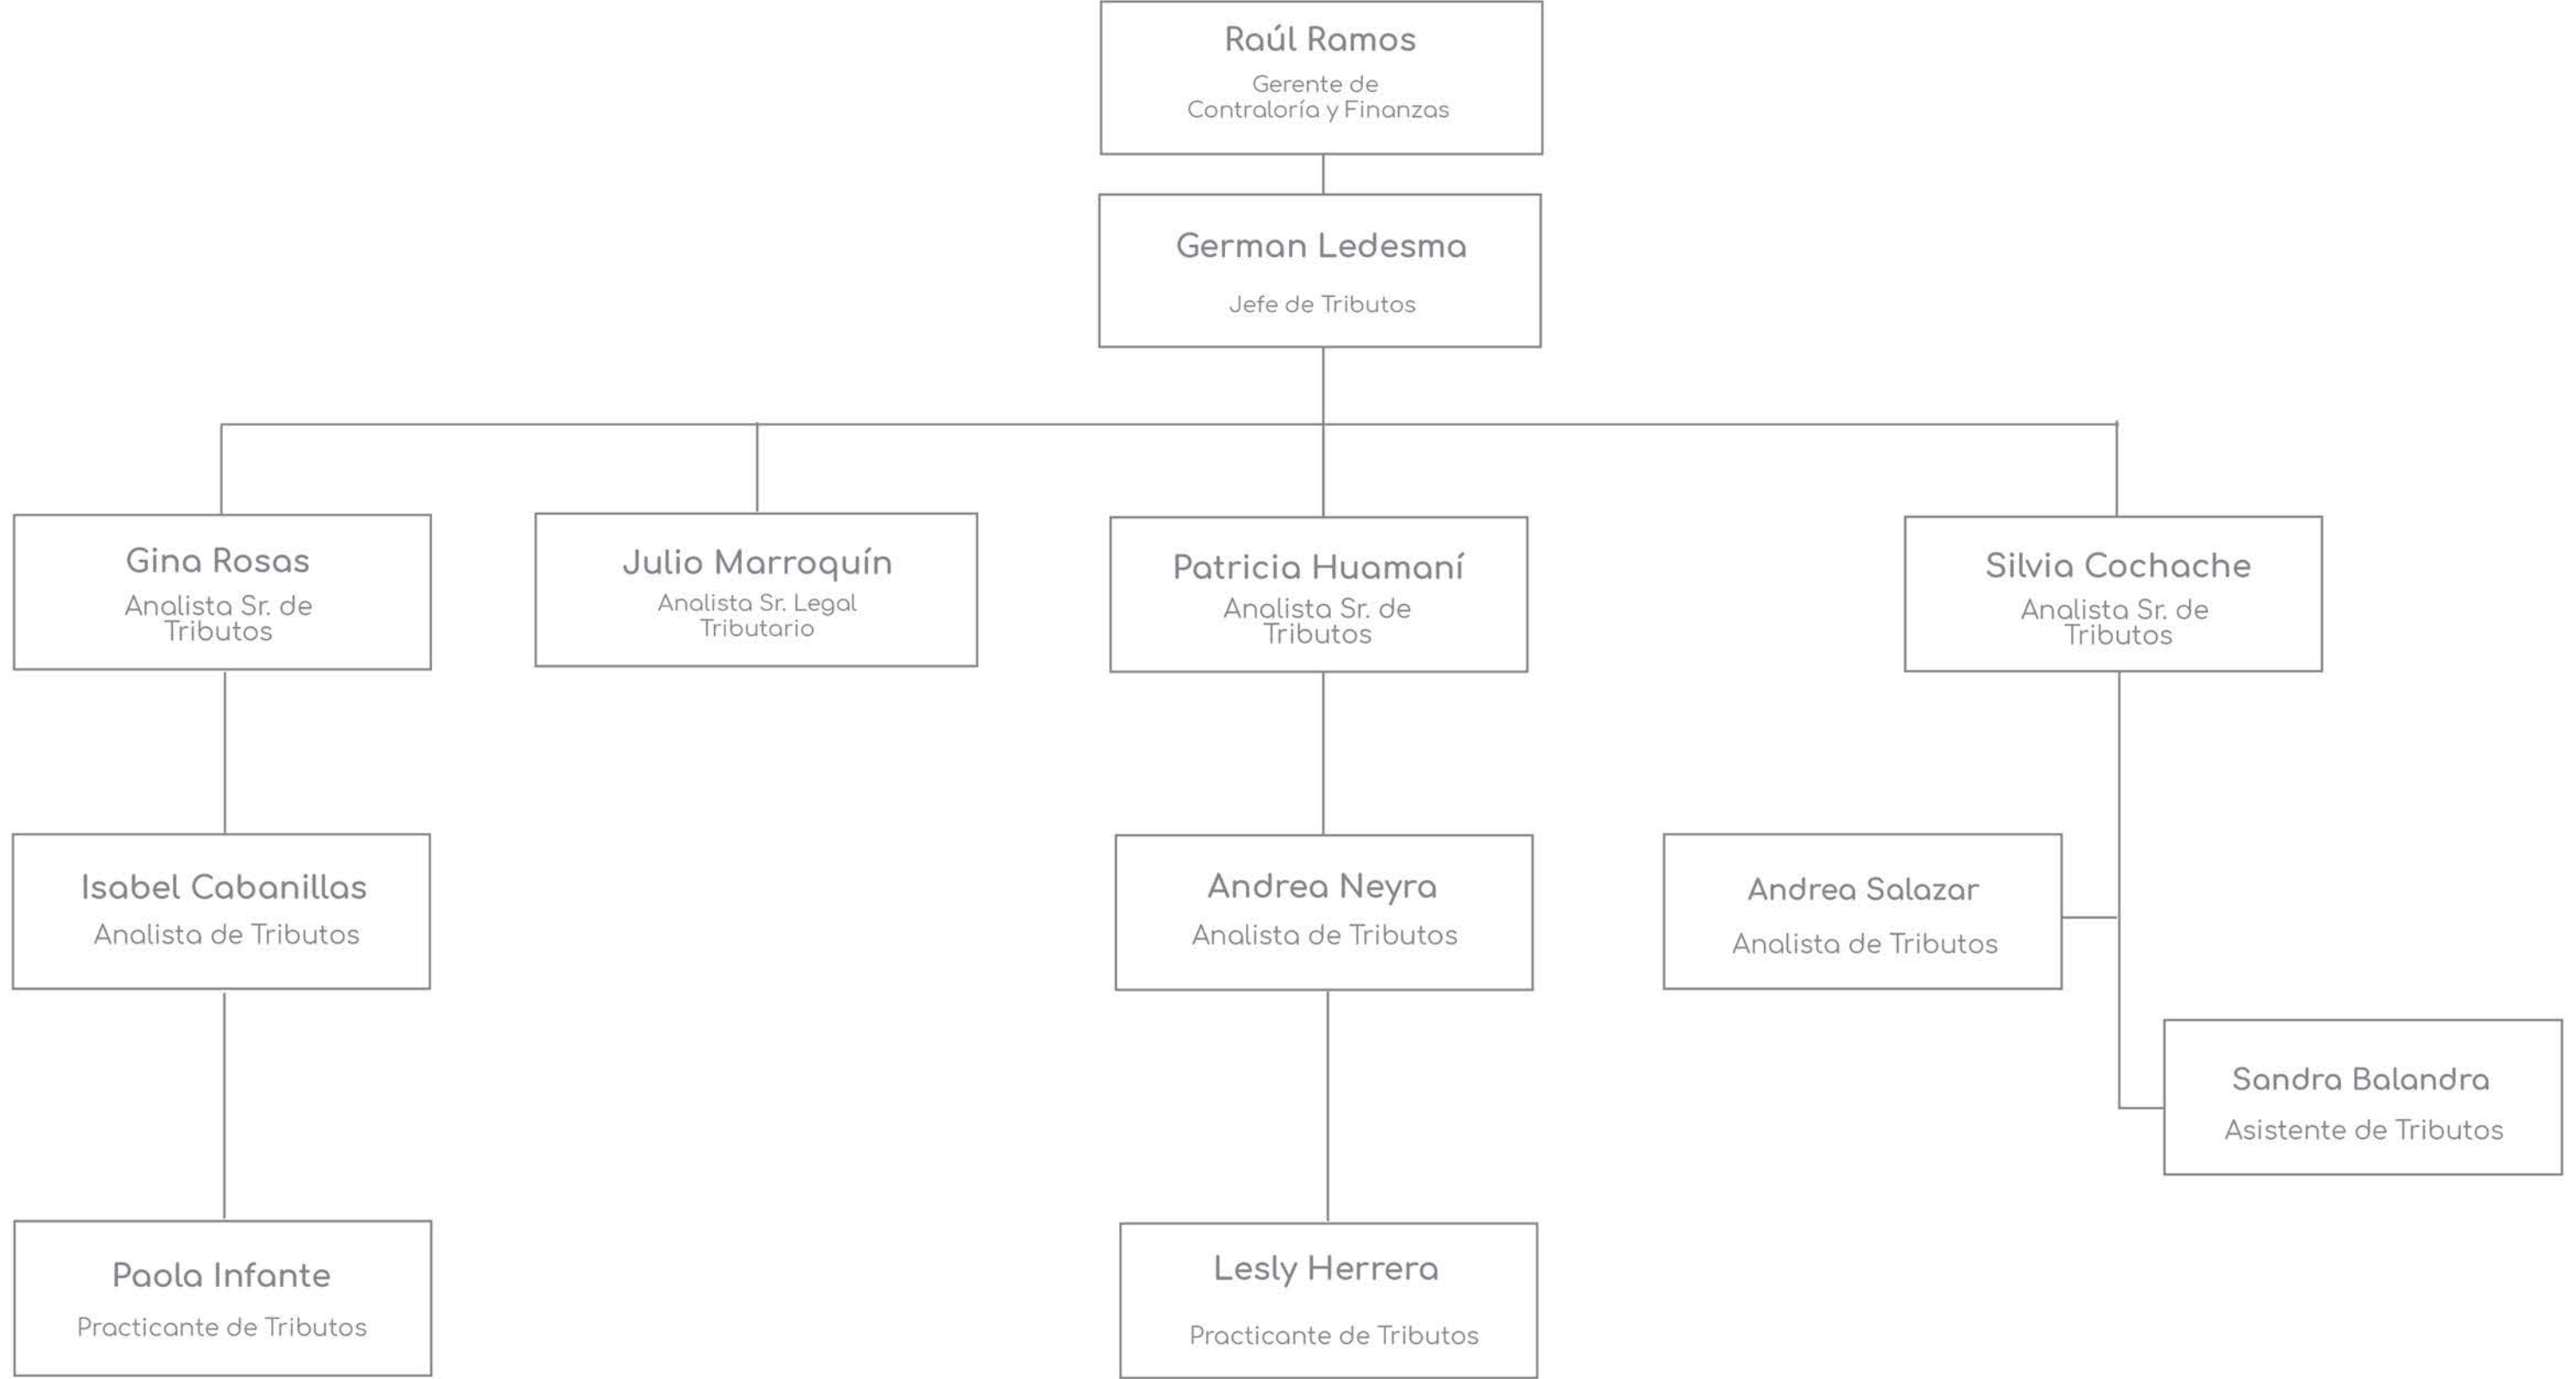 Raúl Ramos
Gerente de
Contraloría y Finanzas
German Ledesma
Jefe de Tributos
Gina Rosas
Analista Sr. de
Tributos
Julio Marroquín
Analista Sr. Legal
Tributario
Patricia Huamaní
Analista Sr. de
Tributos
Silvia Cochache
Analista Sr. de
Tributos
Isabel Cabanillas
Analista de Tributos
Andrea Neyra
Analista de Tributos
Andrea Salazar
Analista de Tributos
Sandra Balandra
Asistente de Tributos
Paola Infante
Practicante de Tributos
Lesly Herrera
Practicante de Tributos